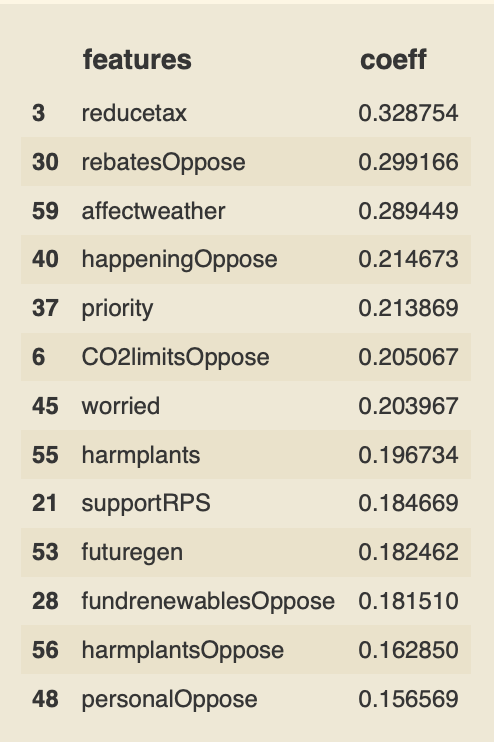 features coeff
3 reducetax 0.328754
30 rebatesOppose 0.299166
59 affectweather 0.289449
40 happeningOppose 0.214673
37 priority 0.213869
6 CO2limitsOppose 0.205067
45 worried 0.203967
55 harmplants 0.196734
21 supportRPS 0.184669
53 futuregen 0.182462
28 fundrenewablesOppose 0.181510
56 harmplantsOppose 0.162850
48 personalOppose 0.156569